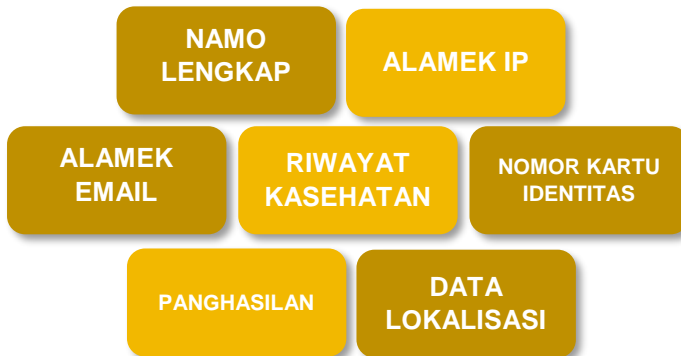 NAMO
LENGKAP
ALAMEK IP
ALAMEK
EMAIL
RIWAYAT
KASEHATAN
NOMOR KARTU
IDENTITAS
PANGHASILAN
DATA
LOKALISASI